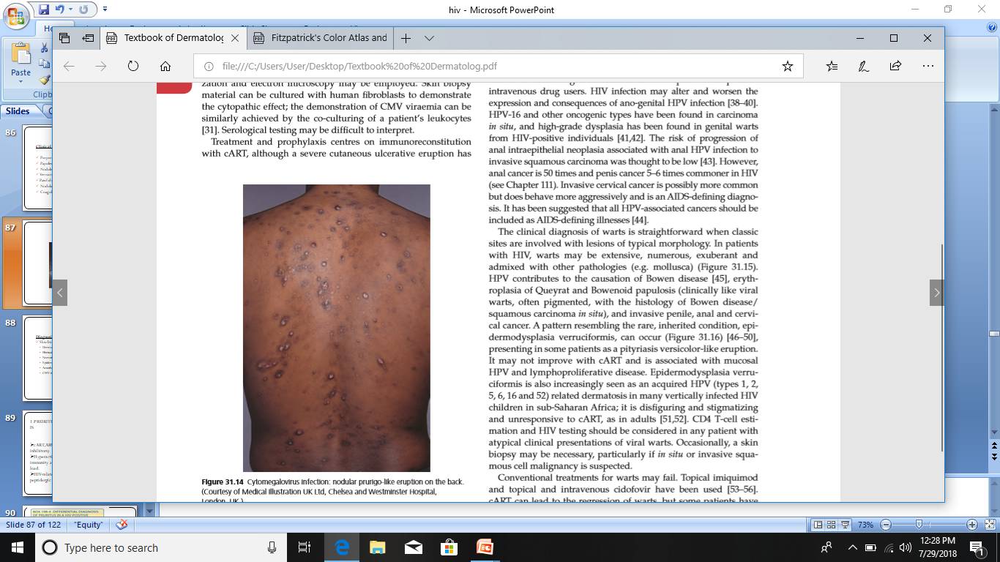 hiv - Microsoft PowerPoint
Textbook of Dermatolog
Fitzpatrick's Color Atlas and
file:///C:/Users/User/Desktop/Textbook%20of%20Dermatolog.pdf
Paste
Slides
86
87
88
89
90
zation and electron microscopy may be employed. Skin biopsy
material can be cultured with human fibroblasts to demonstrate
the cytopathic effect; the demonstration of CMV viraemia can be
similarly achieved by the co-culturing of a patient's leukocytes
[31]. Serological testing may be difficult to interpret.
Treatment and prophylaxis centres on immunoreconstitution
with cART, although a severe cutaneous ulcerative eruption has
Figure 31.14 Cytomegalovirus infection: nodular prurigo-like eruption on the back.
(Courtesy of Medical Illustration UK Ltd, Chelsea and Westminster Hospital,
London, UK.)
intravenous drug users. HIV infection may alter and worsen the
expression and consequences of ano-genital HPV infection [38–40].
HPV-16 and other oncogenic types have been found in carcinoma
in situ, and high-grade dysplasia has been found in genital warts
from HIV-positive individuals [41,42]. The risk of progression of
anal intraepithelial neoplasia associated with anal HPV infection to
invasive squamous carcinoma was thought to be low [43]. However,
anal cancer is 50 times and penis cancer 5–6 times commoner in HIV
(see Chapter 111). Invasive cervical cancer is possibly more common
but does behave more aggressively and is an AIDS-defining diagno-
sis. It has been suggested that all HPV-associated cancers should be
included as AIDS-defining illnesses [44].
The clinical diagnosis of warts is straightforward when classic
sites are involved with lesions of typical morphology. In patients
with HIV, warts may be extensive, numerous, exuberant and
admixed with other pathologies (e.g. mollusca) (Figure 31.15).
HPV contributes to the causation of Bowen disease [45], eryth-
roplasia of Queyrat and Bowenoid papulosis (clinically like viral
warts, often pigmented, with the histology of Bowen disease/
squamous carcinoma in situ), and invasive penile, anal and cervi-
cal cancer. A pattern resembling the rare, inherited condition, epi-
dermodysplasia verruciformis, can occur (Figure 31.16) [46–50],
presenting in some patients as a pityriasis versicolor-like eruption.
It may not improve with cART and is associated with mucosal
HPV and lymphoproliferative disease. Epidermodysplasia verru-
ciformis is also increasingly seen as an acquired HPV (types 1, 2,
5, 6, 16 and 52) related dermatosis in many vertically infected HIV
children in sub-Saharan Africa; it is disfiguring and stigmatizing
and unresponsive to cART, as in adults [51,52]. CD4 T-cell esti-
mation and HIV testing should be considered in any patient with
atypical clinical presentations of viral warts. Occasionally, a skin
biopsy may be necessary, particularly if in situ or invasive squa-
mous cell malignancy is suspected.
Conventional treatments for warts may fail. Topical imiquimod
and topical and intravenous cidofovir have been used [53–56].
cART can lead to the regression of warts, but some patients have
Slide 87 of 122
"Equity"
73%
Type here to search
12:28 PM
7/29/2018